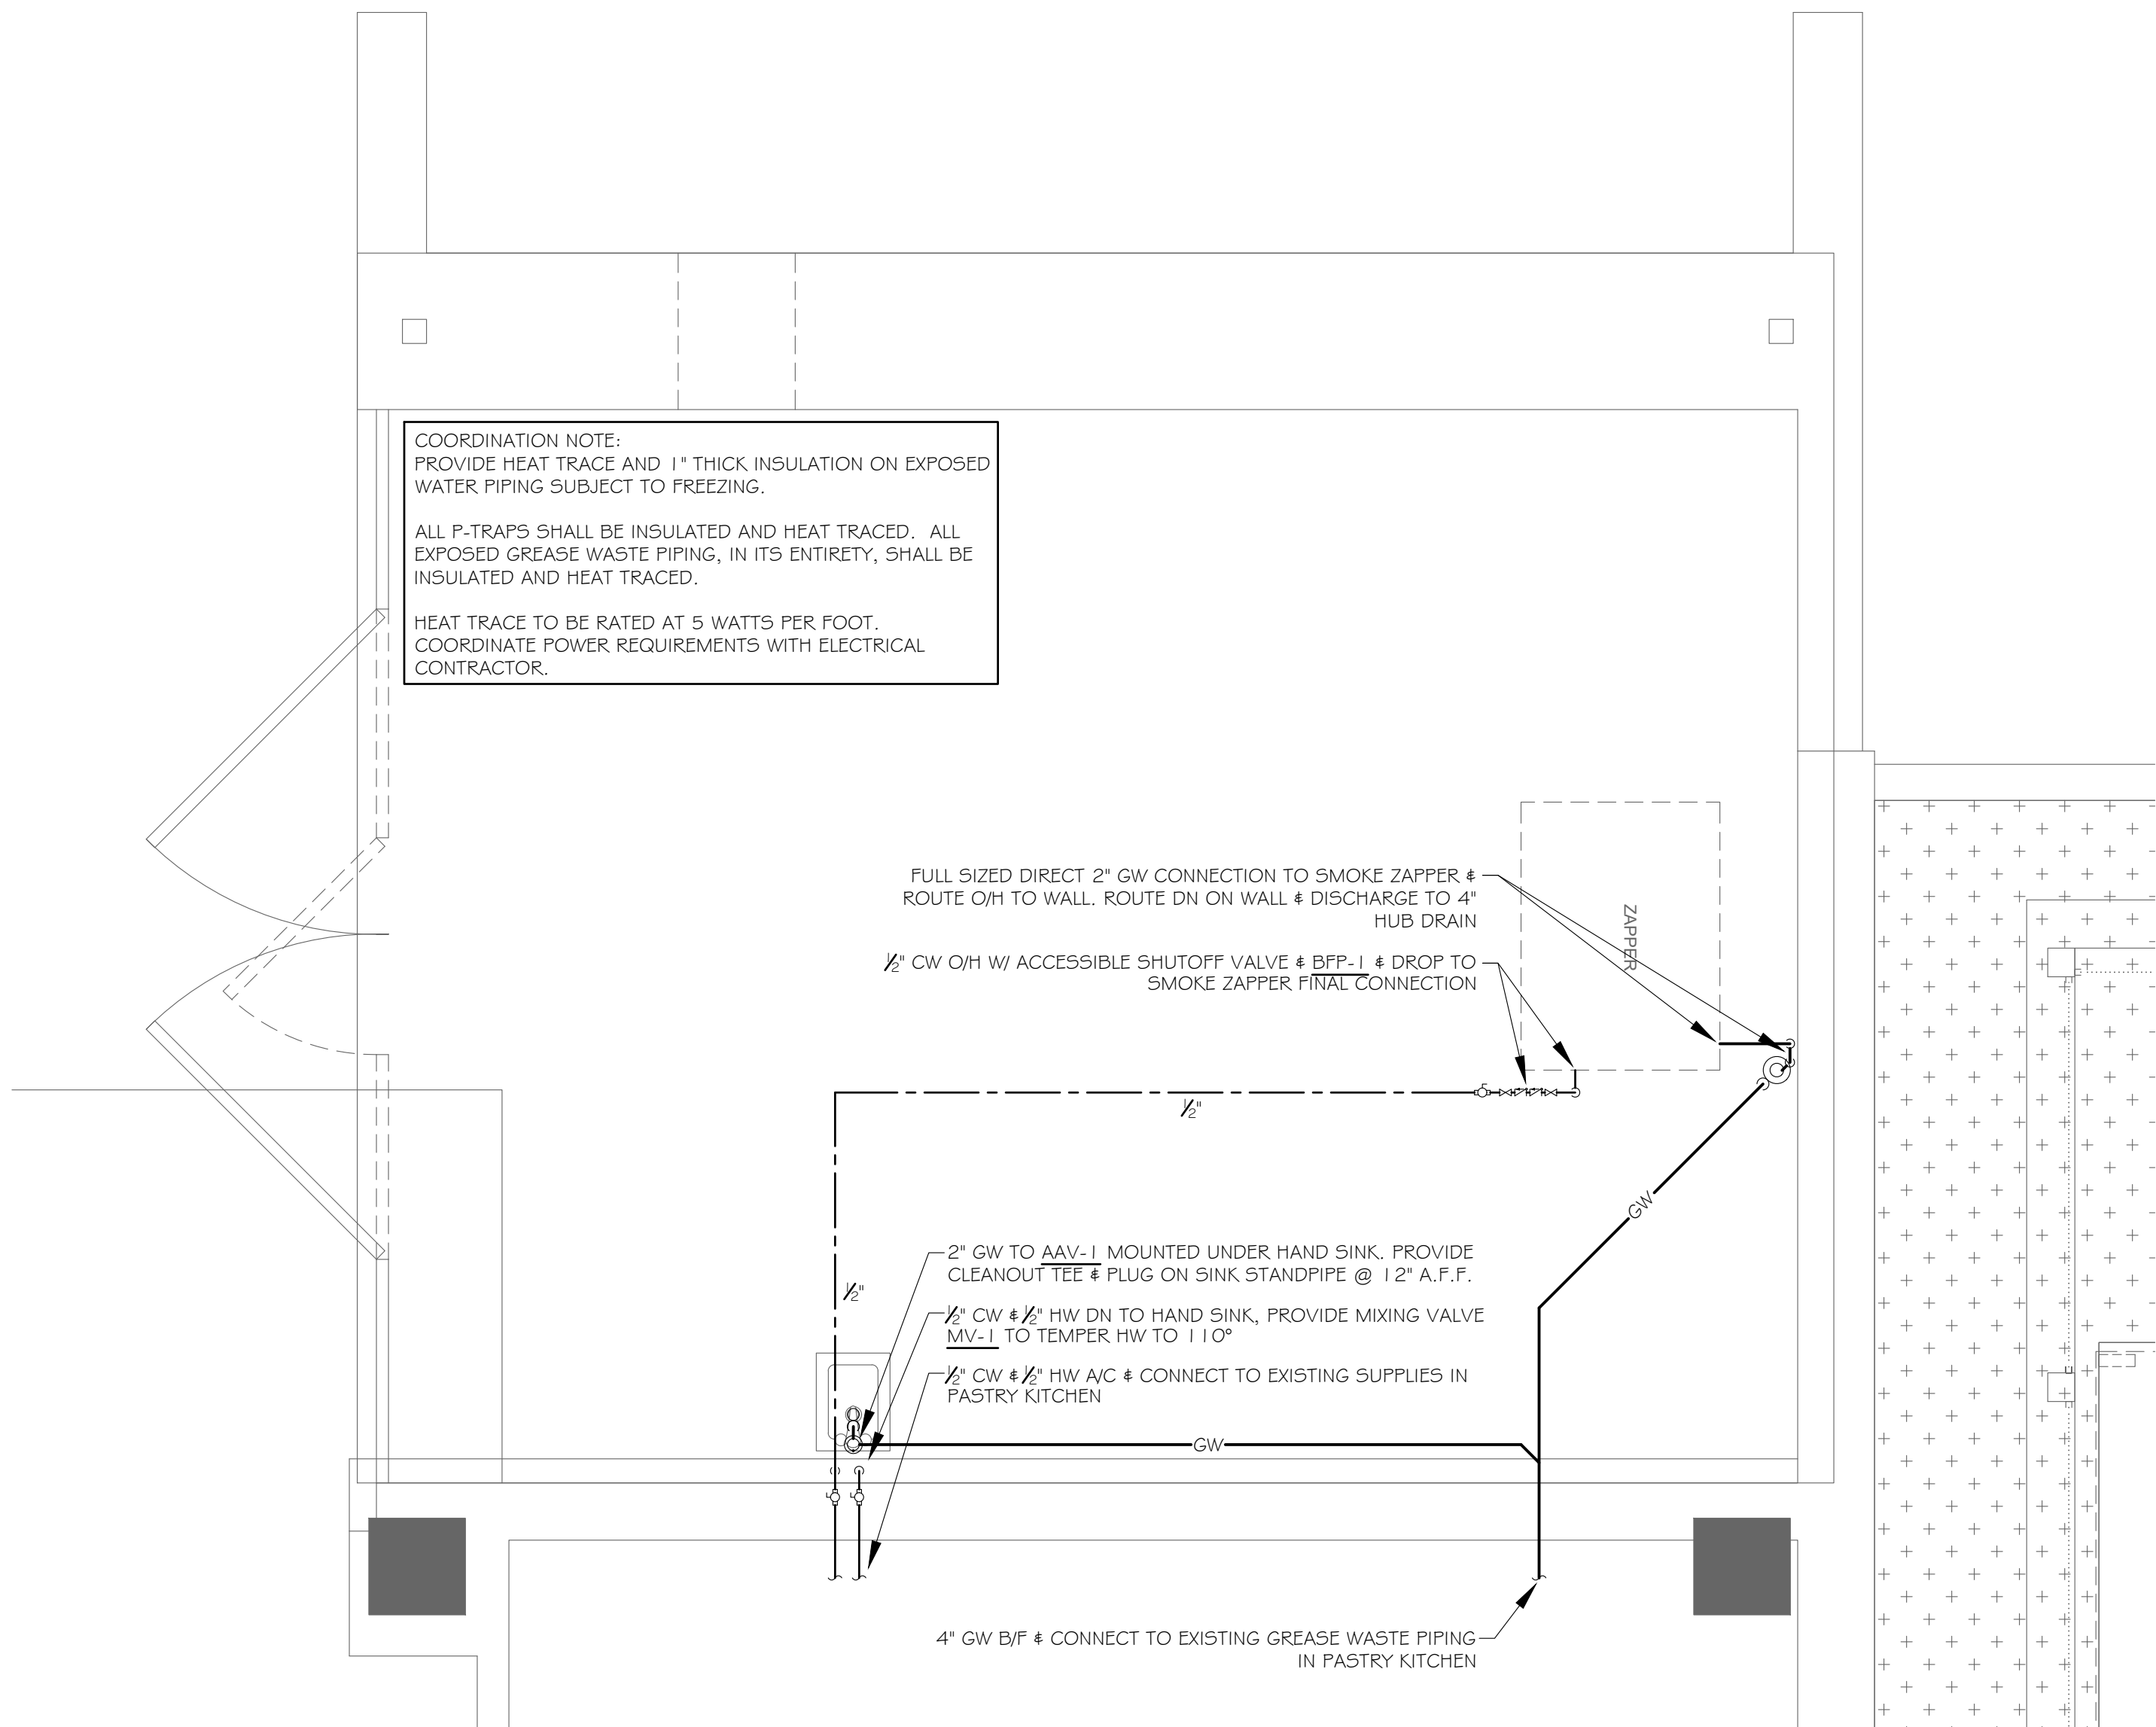 COORDINATION NOTE:
PROVIDE HEAT TRACE AND 1" THICK INSULATION ON EXPOSED
WATER PIPING SUBJECT TO FREEZING.
ALL P-TRAPS SHALL BE INSULATED AND HEAT TRACED. ALL
EXPOSED GREASE WASTE PIPING, IN ITS ENTIRETY, SHALL BE
INSULATED AND HEAT TRACED.
HEAT TRACE TO BE RATED AT 5 WATTS PER FOOT.
COORDINATE POWER REQUIREMENTS WITH ELECTRICAL
CONTRACTOR.
FULL SIZED DIRECT 2" GW CONNECTION TO SMOKE ZAPPER &
ROUTE O/H TO WALL. ROUTE DN ON WALL & DISCHARGE TO 4"
HUB DRAIN
ZAPPER
½" CW O/H W/ ACCESSIBLE SHUTOFF VALVE & BFP-1 & DROP TO
SMOKE ZAPPER FINAL CONNECTION
½"
GW
2" GW TO AAV-1 MOUNTED UNDER HAND SINK. PROVIDE
CLEANOUT TEE & PLUG ON SINK STANDPIPE @ 12" A.F.F.
½"
½" CW & ½" HW DN TO HAND SINK, PROVIDE MIXING VALVE
MV-1 TO TEMPER HW TO 110°
½" CW & ½" HW A/C & CONNECT TO EXISTING SUPPLIES IN
PASTRY KITCHEN
GW
4" GW B/F & CONNECT TO EXISTING GREASE WASTE PIPING
IN PASTRY KITCHEN